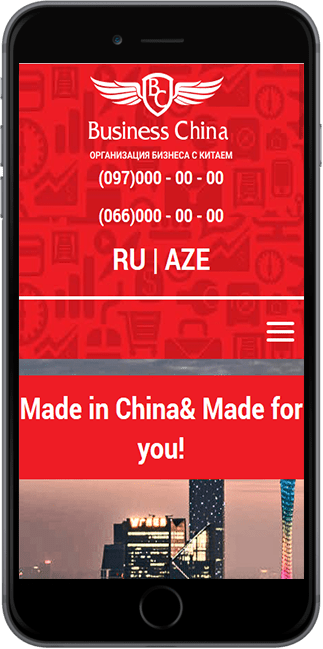 BC
Business China
ОРГАНИЗАЦИЯ БИЗНЕСА С КИТАЕМ
(097)000 - 00 - 00
(066)000 - 00 - 00
RU | AZE
Made in China& Made for
you!